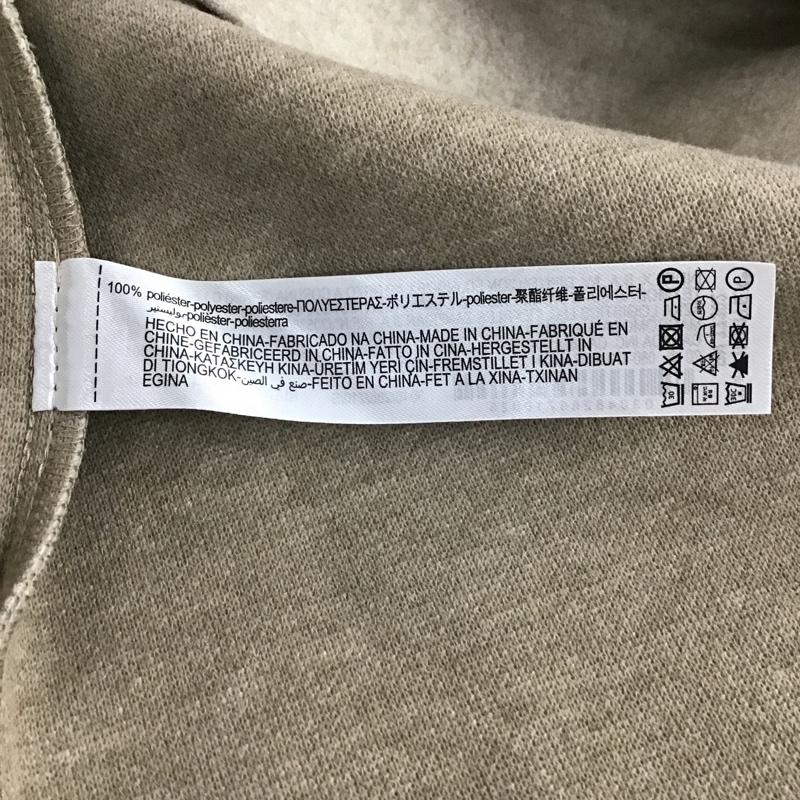 100% poliéster-polyester-poliestere-ΠΟΛΥΕΣΤΕΡΑΣ-ポリエステル-poliester-聚酯纤维-폴리에스터-
بوليستير-polièster-poliesterra
HECHO EN CHINA-FABRICADO NA CHINA-MADE IN CHINA-FABRIQUÉ EN
CHINE-GEFABRICEERD IN CHINA-FATTO IN CINA-HERGESTELLT IN
CHINA-ΚΑΤΑΣΚΕΥΗ ΚΙΝΑ-ÜRETİM YERİ ÇİN-FREMSTILLET I KINA-DIBUAT
DI TIONGKOK-صنع في الصين-FEITO EN CHINA-FET A LA XINA-TXINAN
EGINA
P P
30